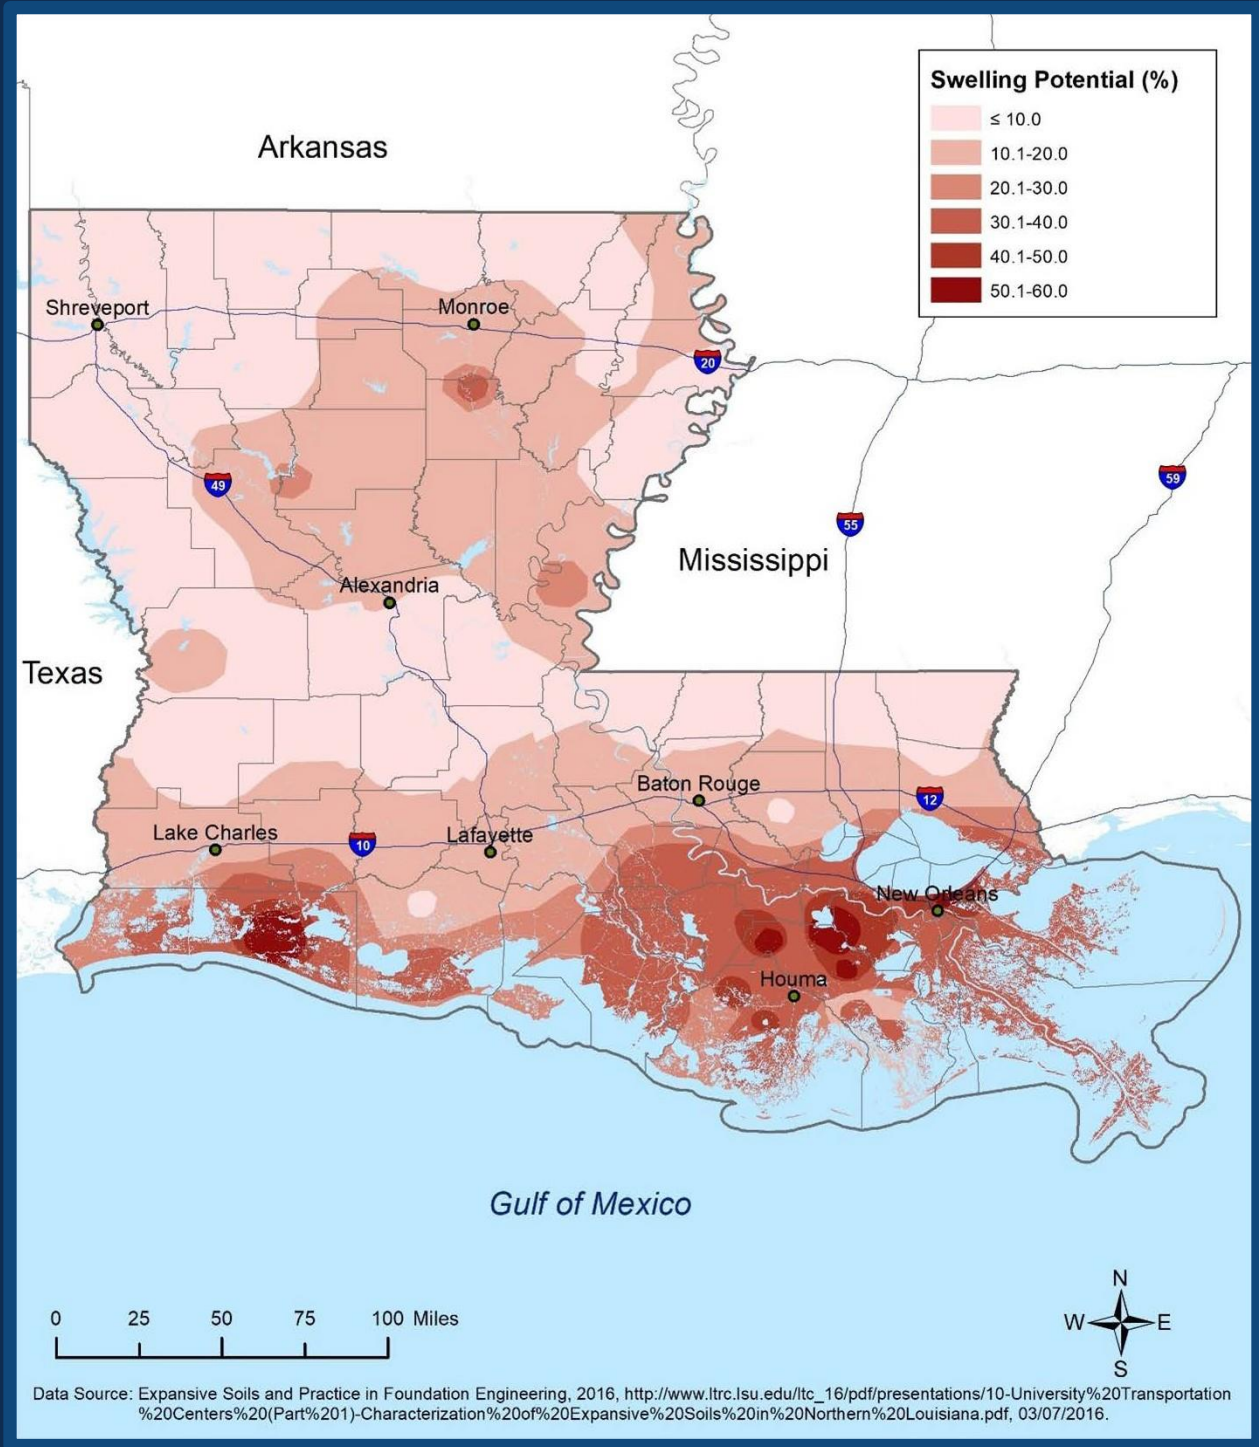 Swelling Potential (%)
≤ 10.0
10.1-20.0
20.1-30.0
30.1-40.0
40.1-50.0
50.1-60.0
Arkansas
Shreveport
Monroe
20
49
59
55
Mississippi
Alexandria
Texas
Baton Rouge
12
Lake Charles
10
Lafayette
New Orleans
Houma
Gulf of Mexico
N
W E
S
0 25 50 75 100 Miles
Data Source: Expansive Soils and Practice in Foundation Engineering, 2016, http://www.ltrc.lsu.edu/ltc_16/pdf/presentations/10-University%20Transportation
%20Centers%20(Part%201)-Characterization%20of%20Expansive%20Soils%20in%20Northern%20Louisiana.pdf, 03/07/2016.